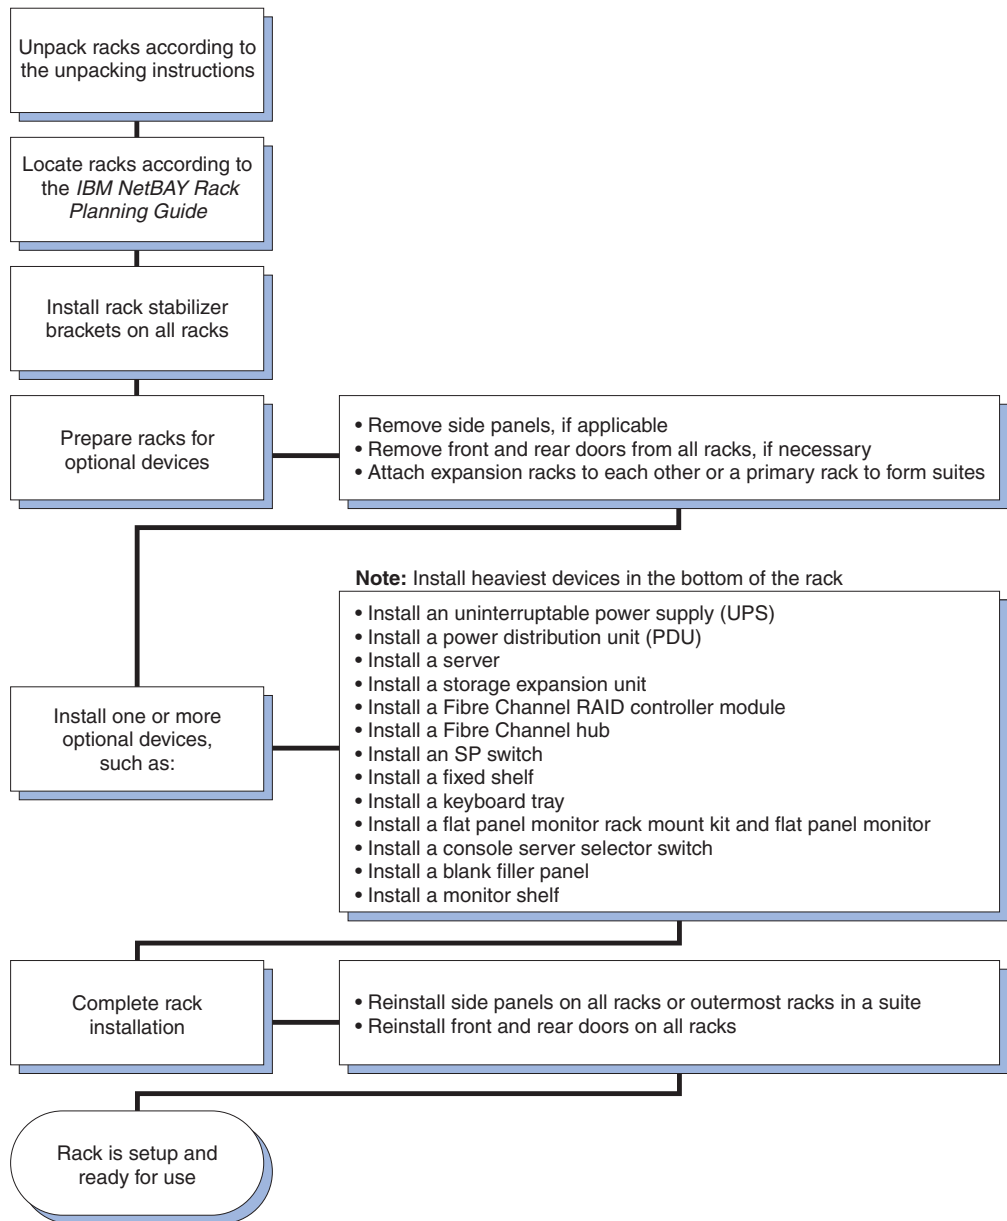 Unpack racks according to
the unpacking instructions
Locate racks according to
the IBM NetBAY Rack
Planning Guide
Install rack stabilizer
brackets on all racks
Prepare racks for
optional devices
• Remove side panels, if applicable
• Remove front and rear doors from all racks, if necessary
• Attach expansion racks to each other or a primary rack to form suites
Note: Install heaviest devices in the bottom of the rack
Install one or more
optional devices,
such as:
• Install an uninterruptable power supply (UPS)
• Install a power distribution unit (PDU)
• Install a server
• Install a storage expansion unit
• Install a Fibre Channel RAID controller module
• Install a Fibre Channel hub
• Install an SP switch
• Install a fixed shelf
• Install a keyboard tray
• Install a flat panel monitor rack mount kit and flat panel monitor
• Install a console server selector switch
• Install a blank filler panel
• Install a monitor shelf
Complete rack
installation
• Reinstall side panels on all racks or outermost racks in a suite
• Reinstall front and rear doors on all racks
Rack is setup and
ready for use